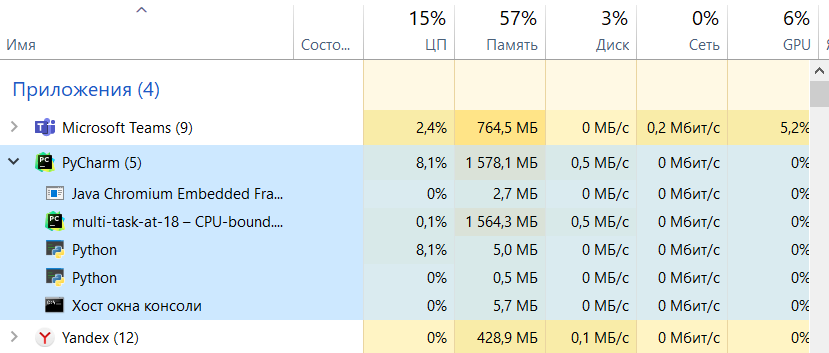 15% 57% 3% 0% 6%
Имя Состо... ЦП Память Диск Сеть GPU
Приложения (4)
Microsoft Teams (9) 2,4% 764,5 МБ 0 МБ/с 0,2 Мбит/с 5,2%
PyCharm (5) 8,1% 1 578,1 МБ 0,5 МБ/с 0 Мбит/с 0%
Java Chromium Embedded Fra... 0% 2,7 МБ 0 МБ/с 0 Мбит/с 0%
multi-task-at-18 – CPU-bound.... 0,1% 1 564,3 МБ 0,5 МБ/с 0 Мбит/с 0%
Python 8,1% 5,0 МБ 0 МБ/с 0 Мбит/с 0%
Python 0% 0,5 МБ 0 МБ/с 0 Мбит/с 0%
Хост окна консоли 0% 5,7 МБ 0 МБ/с 0 Мбит/с 0%
Yandex (12) 0% 428,9 МБ 0,1 МБ/с 0 Мбит/с 0%